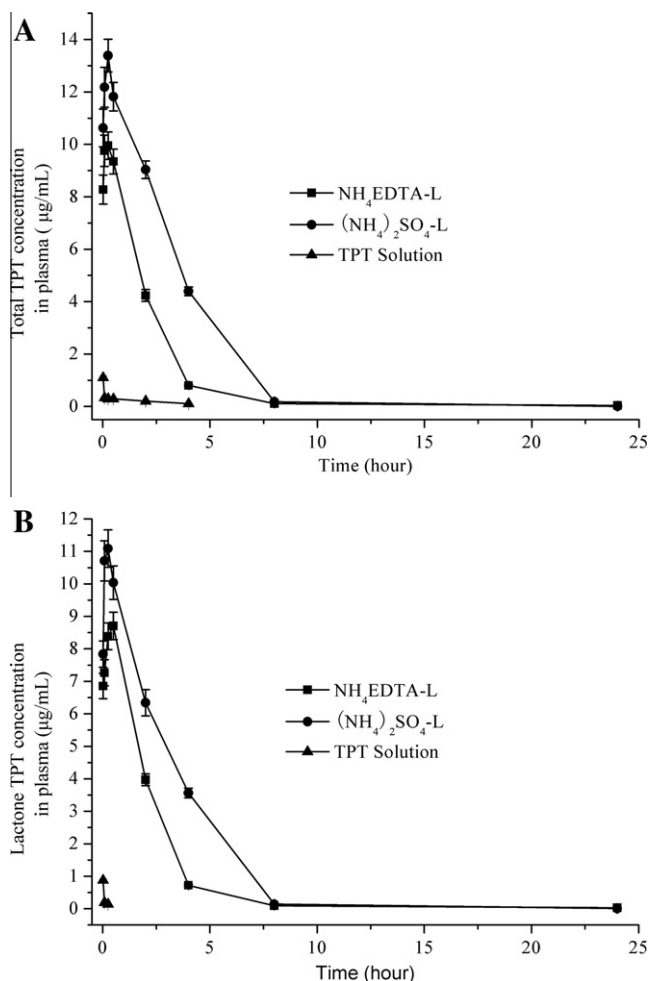 A
Total TPT concentration
in plasma ( μg/mL)
14
12
10
8
6
4
2
0
NH₄EDTA-L
(NH₄)₂SO₄-L
TPT Solution
0 5 10 15 20 25
Time (hour)
B
Lactone TPT concentration
in plasma (μg/mL)
12
11
10
9
8
7
6
5
4
3
2
1
0
NH₄EDTA-L
(NH₄)₂SO₄-L
TPT Solution
0 5 10 15 20 25
Time (hour)